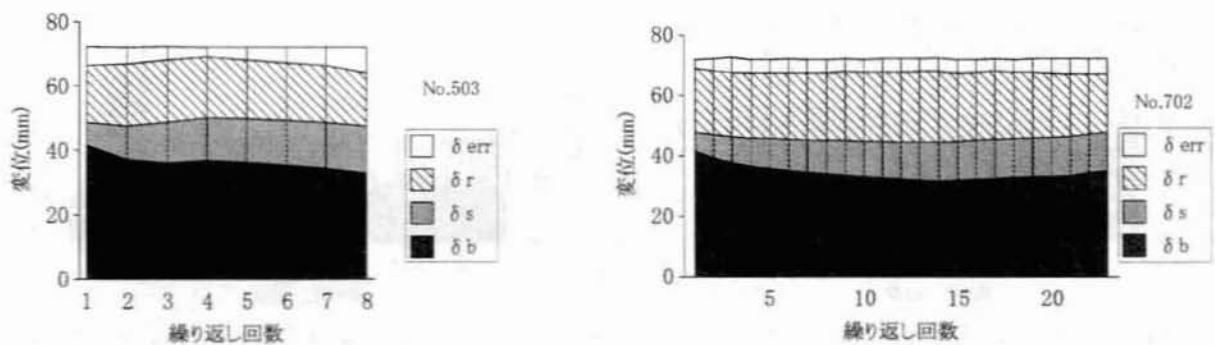 80
60
40
20
0
変位(mm)
1 2 3 4 5 6 7 8
繰り返し回数
No.503
δ err
δ r
δ s
δ b
80
60
40
20
0
変位(mm)
5 10 15 20
繰り返し回数
No.702
δ err
δ r
δ s
δ b